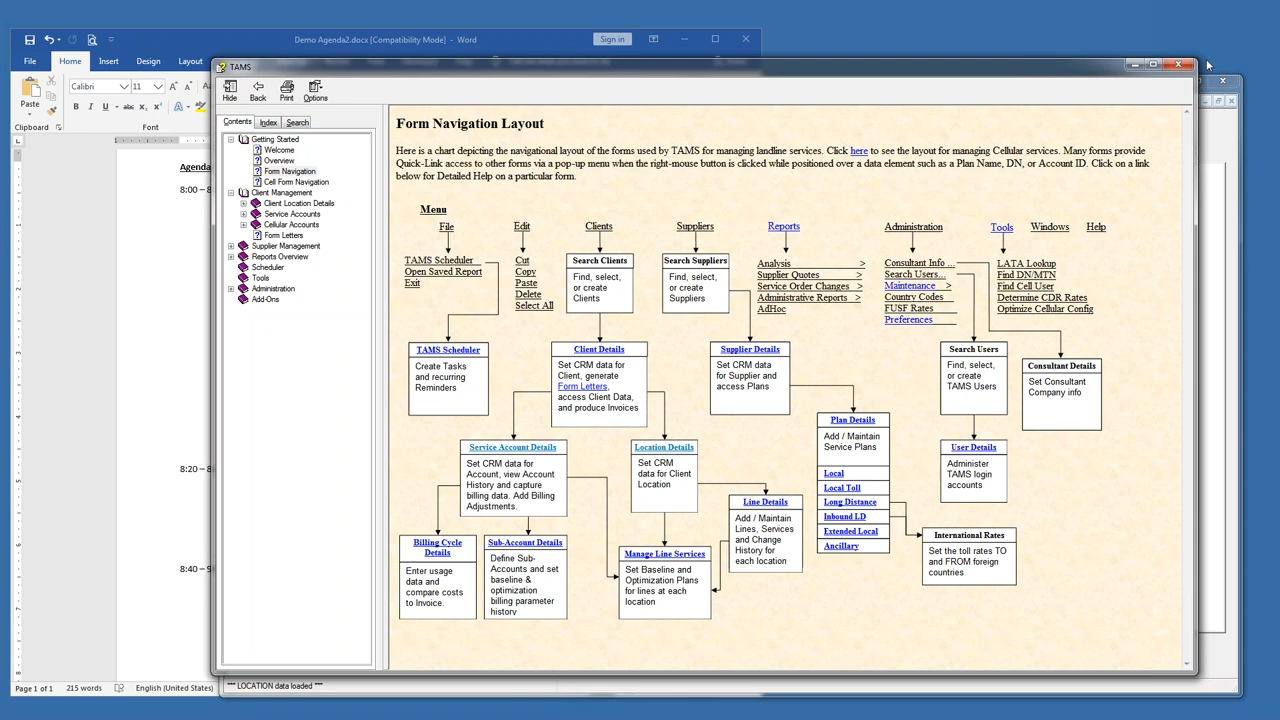 Demo Agenda2.docx [Compatibility Mode] - Word
Sign in
File
Home
Insert
Design
Layout
Paste
Clipboard
Calibri
11
Font
Agenda
8:00 –
8:20 –
8:40 –
Page 1 of 1
215 words
English (United States)
TAMS
Hide
Back
Print
Options
Contents
Index
Search
Getting Started
Welcome
Overview
Form Navigation
Cell Form Navigation
Client Management
Client Location Details
Service Accounts
Cellular Accounts
Form Letters
Supplier Management
Reports Overview
Scheduler
Tools
Administration
Add-Ons
Form Navigation Layout
Here is a chart depicting the navigational layout of the forms used by TAMS for managing landline services. Click here to see the layout for managing Cellular services. Many forms provide
Quick-Link access to other forms via a pop-up menu when the right-mouse button is clicked while positioned over a data element such as a Plan Name, DN, or Account ID. Click on a link
below for Detailed Help on a particular form.
Menu
File
Edit
Clients
Suppliers
Reports
Administration
Tools
Windows
Help
TAMS Scheduler
Open Saved Report
Exit
Cut
Copy
Paste
Delete
Select All
Search Clients
Find, select,
or create
Clients
Search Suppliers
Find, select,
or create
Suppliers
Analysis >
Supplier Quotes >
Service Order Changes >
Administrative Reports >
AdHoc
Consultant Info ...
Search Users...
Maintenance >
Country Codes
FUSF Rates
Preferences
LATA Lookup
Find DN/MTN
Find Cell User
Determine CDR Rates
Optimize Cellular Config
TAMS Scheduler
Create Tasks
and recurring
Reminders
Client Details
Set CRM data for
Client, generate
Form Letters,
access Client Data,
and produce Invoices
Supplier Details
Set CRM data
for Supplier and
access Plans
Search Users
Find, select,
or create
TAMS Users
Consultant Details
Set Consultant
Company info
Plan Details
Add / Maintain
Service Plans
Local
Local Toll
Long Distance
Inbound LD
Extended Local
Ancillary
Service Account Details
Set CRM data for
Account, view Account
History and capture
billing data. Add Billing
Adjustments.
Location Details
Set CRM
data for Client
Location
User Details
Administer
TAMS login
accounts
Line Details
Add / Maintain
Lines, Services
and Change
History for
each location
International Rates
Set the toll rates TO
and FROM foreign
countries
Billing Cycle
Details
Enter usage
data and
compare costs
to Invoice.
Sub-Account Details
Define Sub-
Accounts and set
baseline &
optimization
billing parameter
history
Manage Line Services
Set Baseline and
Optimization Plans
for lines at each
location
*** LOCATION data loaded ***